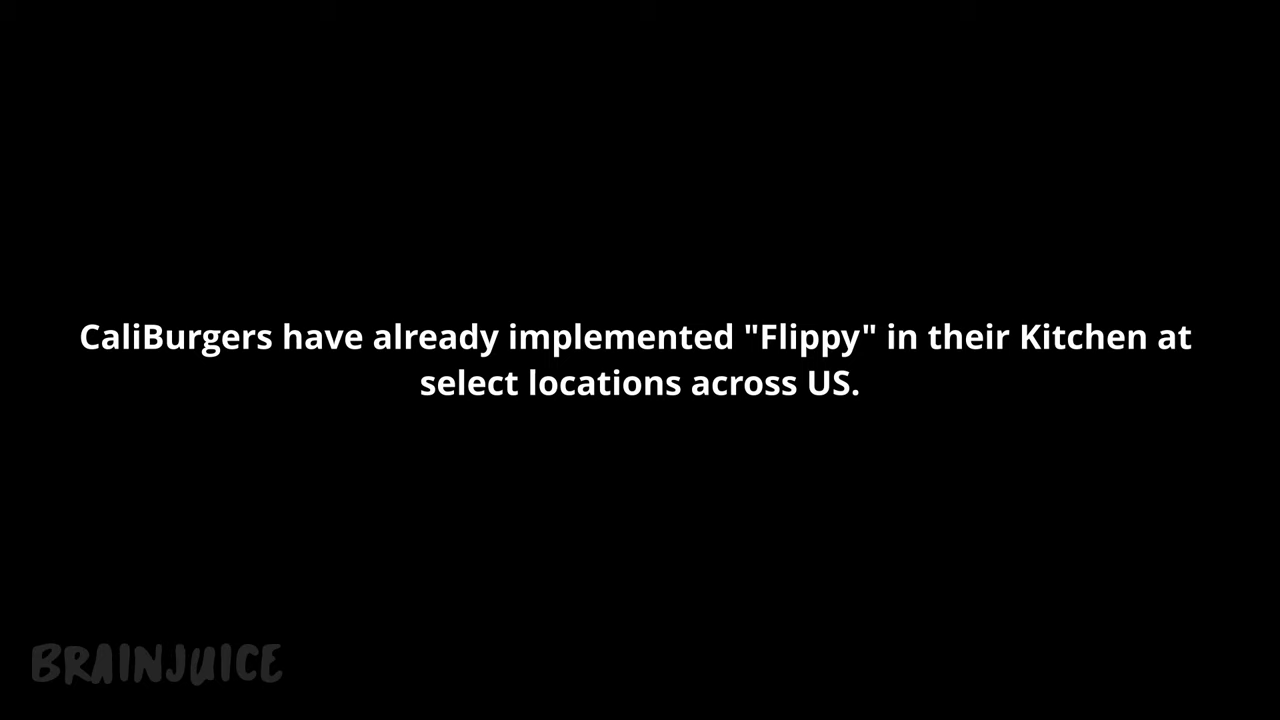 CaliBurgers have already implemented "Flippy" in their Kitchen at
select locations across US.
BRAINJUICE